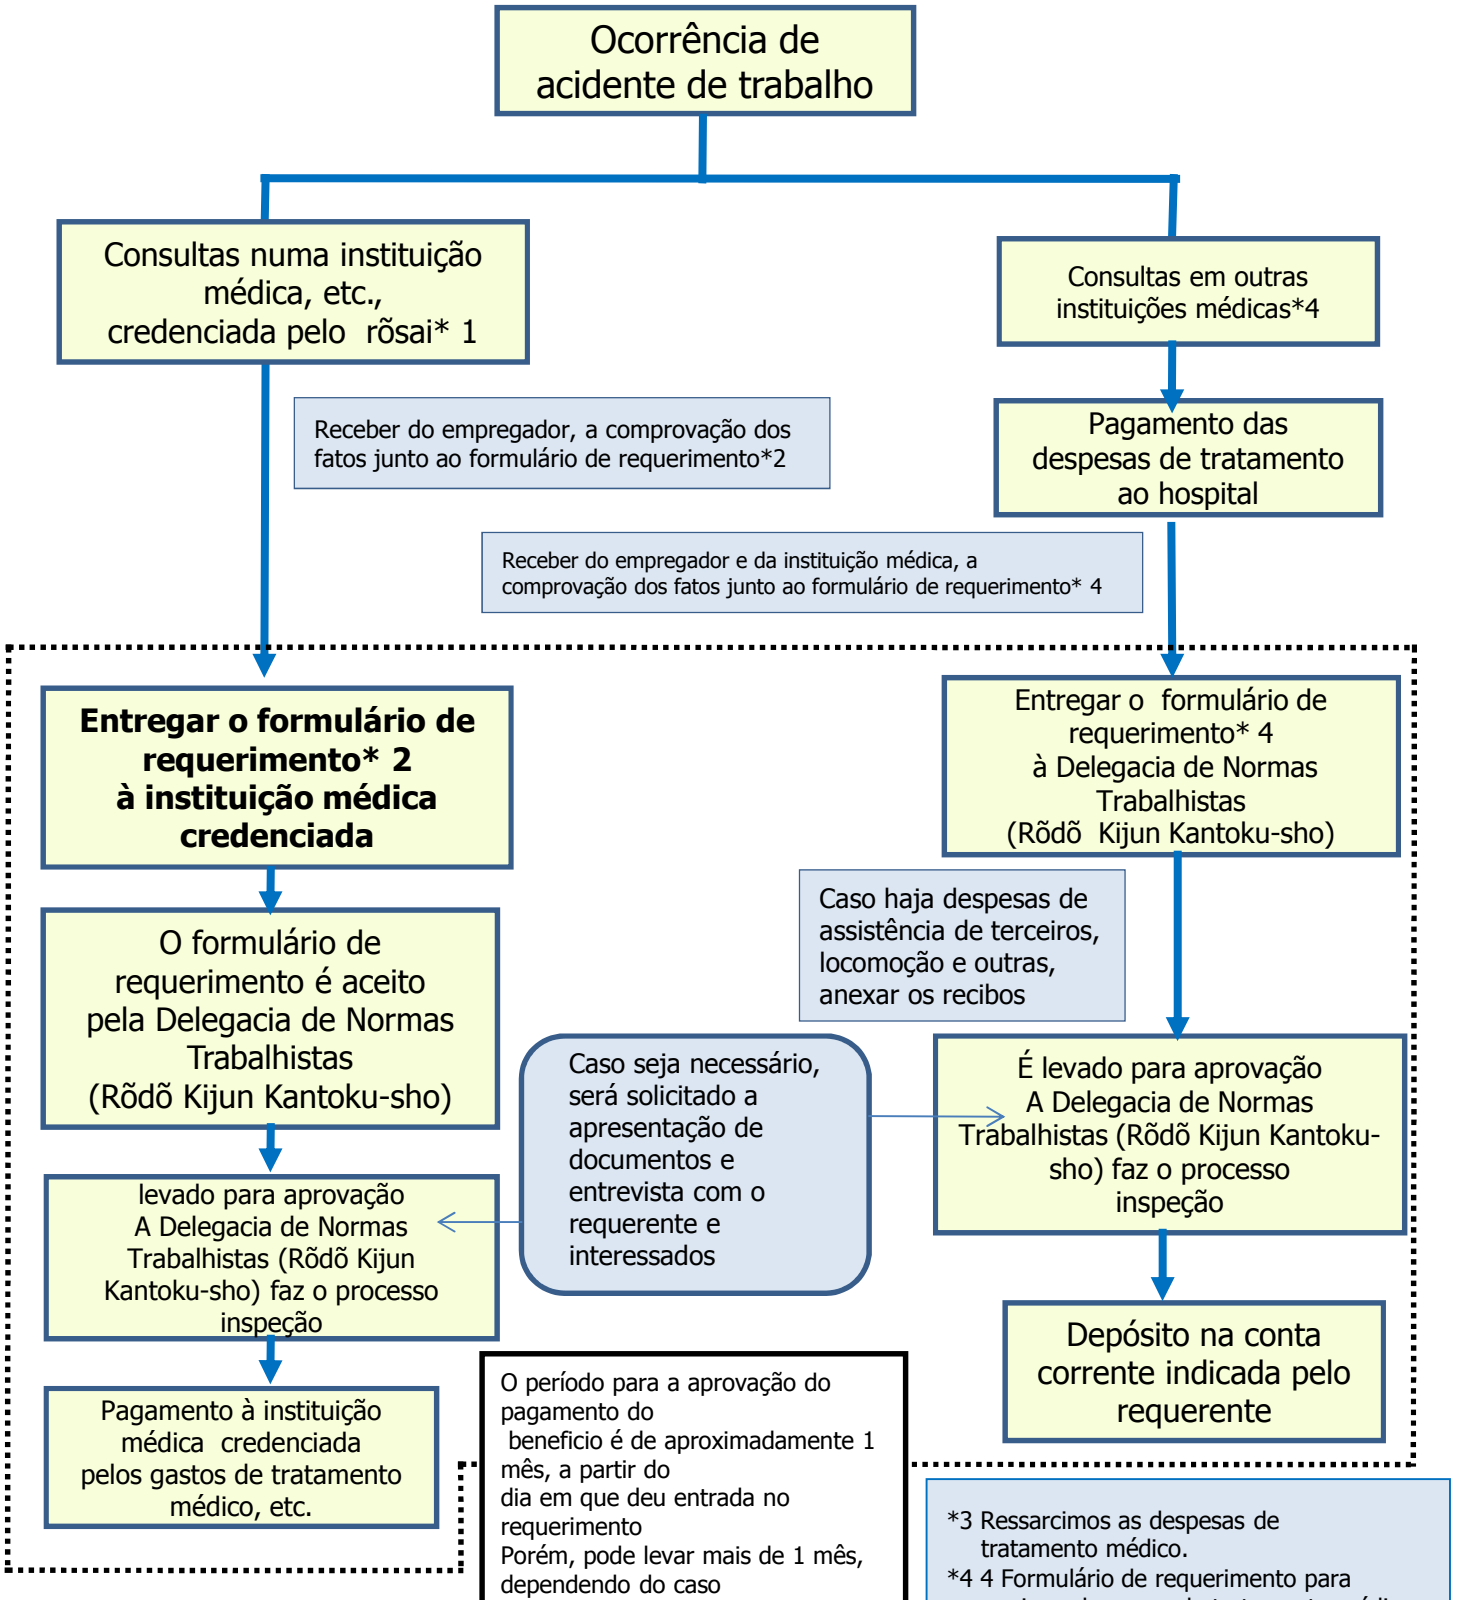 Ocorrência de
acidente de trabalho
Consultas numa instituição
médica, etc.,
credenciada pelo rõsai* 1
Consultas em outras
instituições médicas*4
Receber do empregador, a comprovação dos
fatos junto ao formulário de requerimento*2
Pagamento das
despesas de tratamento
ao hospital
Receber do empregador e da instituição médica, a
comprovação dos fatos junto ao formulário de requerimento* 4
Entregar o formulário de
requerimento* 2
à instituição médica
credenciada
Entregar o formulário de
requerimento* 4
à Delegacia de Normas
Trabalhistas
(Rõdõ Kijun Kantoku-sho)
Caso haja despesas de
assistência de terceiros,
locomoção e outras,
anexar os recibos
O formulário de
requerimento é aceito
pela Delegacia de Normas
Trabalhistas
(Rõdõ Kijun Kantoku-sho)
Caso seja necessário,
será solicitado a
apresentação de
documentos e
entrevista com o
requerente e
interessados
É levado para aprovação
A Delegacia de Normas
Trabalhistas (Rõdõ Kijun Kantoku-
sho) faz o processo
inspeção
levado para aprovação
A Delegacia de Normas
Trabalhistas (Rõdõ Kijun
Kantoku-sho) faz o processo
inspeção
Depósito na conta
corrente indicada pelo
requerente
Pagamento à instituição
médica credenciada
pelos gastos de tratamento
médico, etc.
O período para a aprovação do
pagamento do
beneficio é de aproximadamente 1
mês, a partir do
dia em que deu entrada no
requerimento
Porém, pode levar mais de 1 mês,
dependendo do caso
*3 Ressarcimos as despesas de
tratamento médico.
*4 4 Formulário de requerimento para